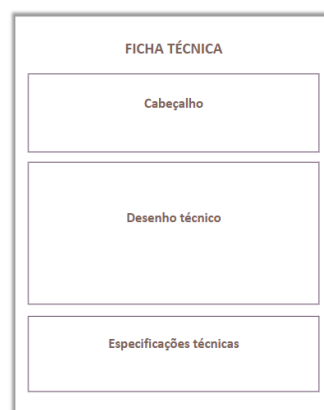 FICHA TÉCNICA
Cabeçalho
Desenho técnico
Especificações técnicas